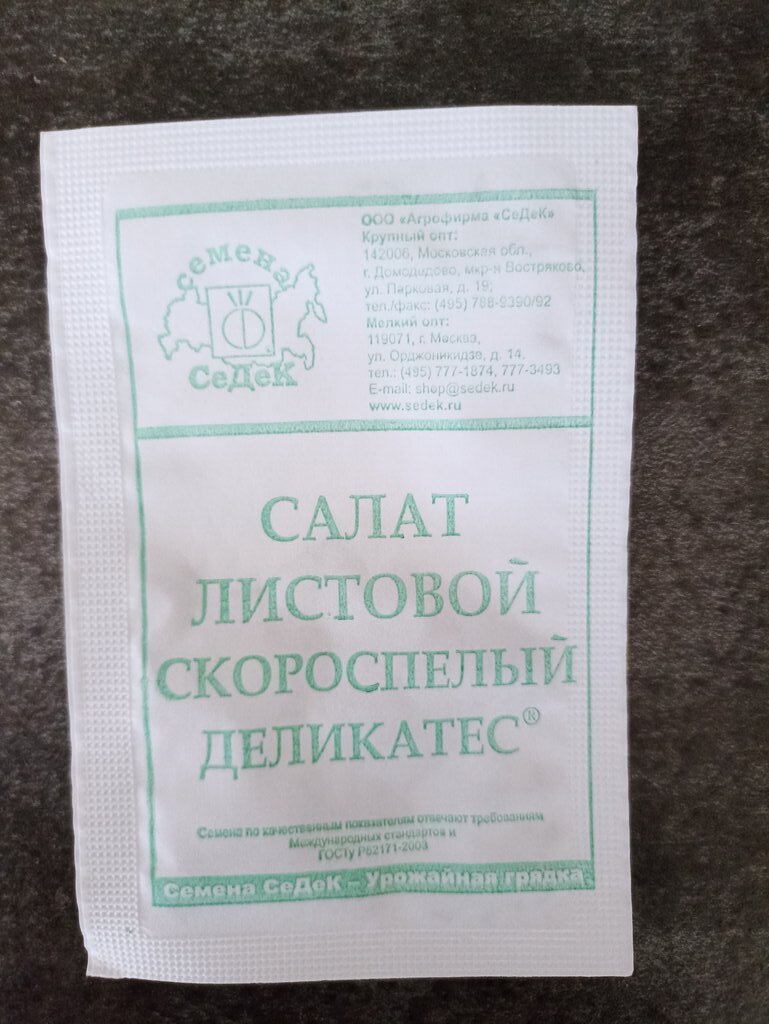 семена
СеДеК
ООО «Агрофирма «СеДеК»
Крупный опт:
142006, Московская обл.,
г. Домодедово, мкр-н Востряково,
ул. Парковая, д. 19;
тел./факс: (495) 788-9390/92
Мелкий опт:
119071, г. Москва,
ул. Орджоникидзе, д. 14.
тел.: (495) 777-1874, 777-3493
E-mail: shop@sedek.ru
www.sedek.ru
САЛАТ
ЛИСТОВОЙ
СКОРОСПЕЛЫЙ
ДЕЛИКАТЕС®
Семена по качественным показателям отвечают требованиям
Международных стандартов и
ГОСТу Р52171-2003
Семена СеДеК – Урожайная грядка